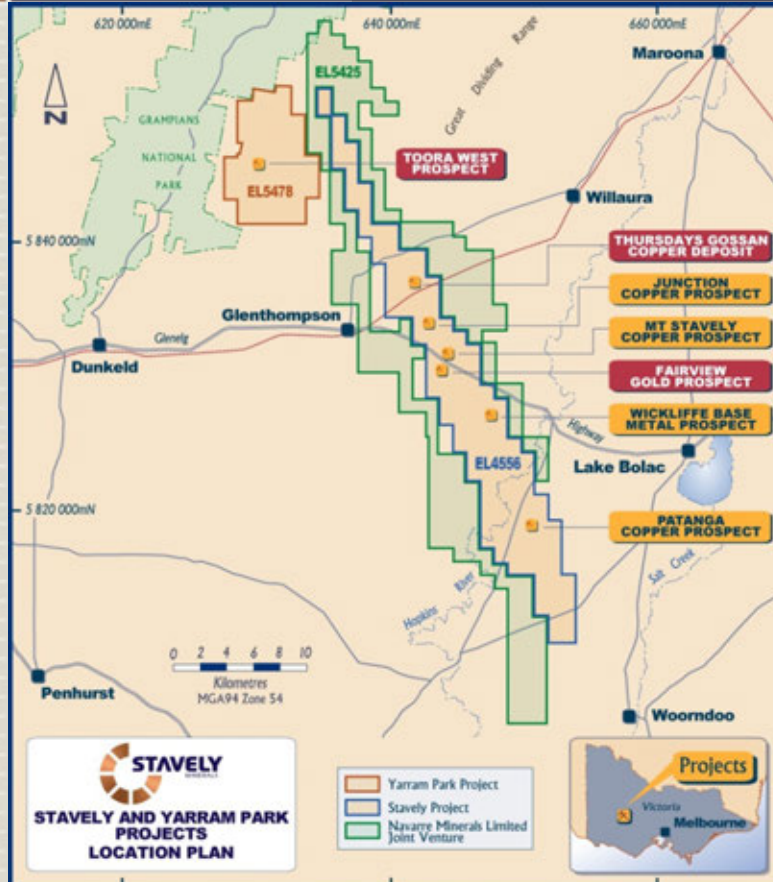 620 000mE
640 000mE
660 000mE
Maroona
Great Dividing Range
EL5425
N
GRAMPIANS
NATIONAL
PARK
TOORA WEST
PROSPECT
EL5478
Willaura
5 840 000mN
THURSDAYS GOSSAN
COPPER DEPOSIT
JUNCTION
COPPER PROSPECT
Glenthompson
MT STAVELY
COPPER PROSPECT
Glenelg
Dunkeld
FAIRVIEW
GOLD PROSPECT
WICKLIFFE BASE
METAL PROSPECT
Highway
EL4556
Lake Bolac
5 820 000mN
PATANGA
COPPER PROSPECT
Hopkins River
Salt Creek
0 2 4 6 8 10
Kilometres
MGA94 Zone 54
Penhurst
Woorndoo
STAVELY
MINERALS
STAVELY AND YARRAM PARK
PROJECTS
LOCATION PLAN
Yarram Park Project
Stavely Project
Navarre Minerals Limited
Joint Venture
Projects
Victoria
Melbourne